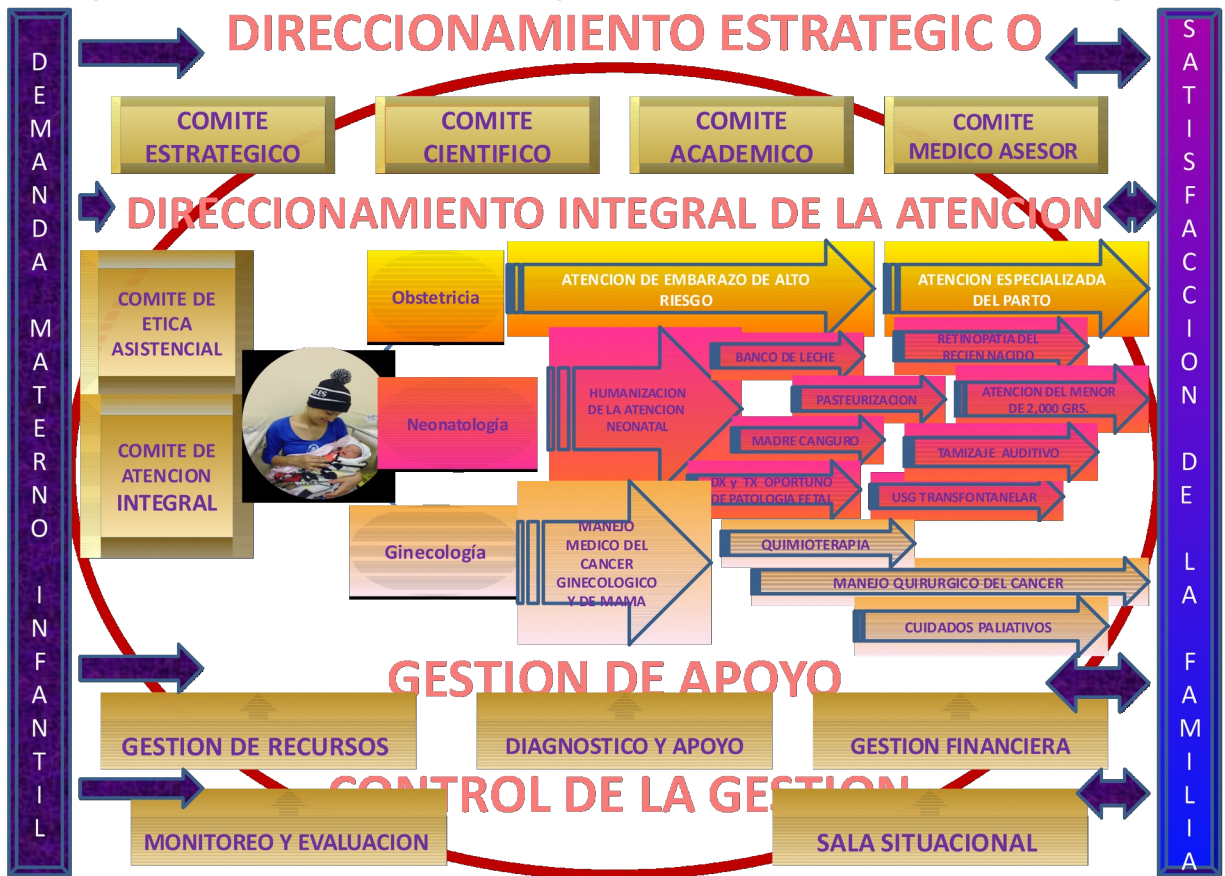 DIRECCIONAMIENTO ESTRATEGIC O
DEMANDA MATERNO INFANTIL
SATISFACCION DE LA FAMILIA
COMITE
ESTRATEGICO
COMITE
CIENTIFICO
COMITE
ACADEMICO
COMITE
MEDICO ASESOR
DIRECCIONAMIENTO INTEGRAL DE LA ATENCION
COMITE DE
ETICA
ASISTENCIAL
COMITE DE
ATENCION
INTEGRAL
Obstetricia
ATENCION DE EMBARAZO DE ALTO
RIESGO
ATENCION ESPECIALIZADA
DEL PARTO
Neonatología
HUMANIZACION
DE LA ATENCION
NEONATAL
BANCO DE LECHE
RETINOPATIA DEL
RECIEN NACIDO
PASTEURIZACION
ATENCION DEL MENOR
DE 2,000 GRS.
MADRE CANGURO
TAMIZAJE AUDITIVO
DX y TX OPORTUNO
DE PATOLOGIA FETAL
USG TRANSFONTANELAR
Ginecología
MANEJO
MEDICO DEL
CANCER
GINECOLOGICO
Y DE MAMA
QUIMIOTERAPIA
MANEJO QUIRURGICO DEL CANCER
CUIDADOS PALIATIVOS
GESTION DE APOYO
GESTION DE RECURSOS
DIAGNOSTICO Y APOYO
GESTION FINANCIERA
CONTROL DE LA GESTION
MONITOREO Y EVALUACION
SALA SITUACIONAL